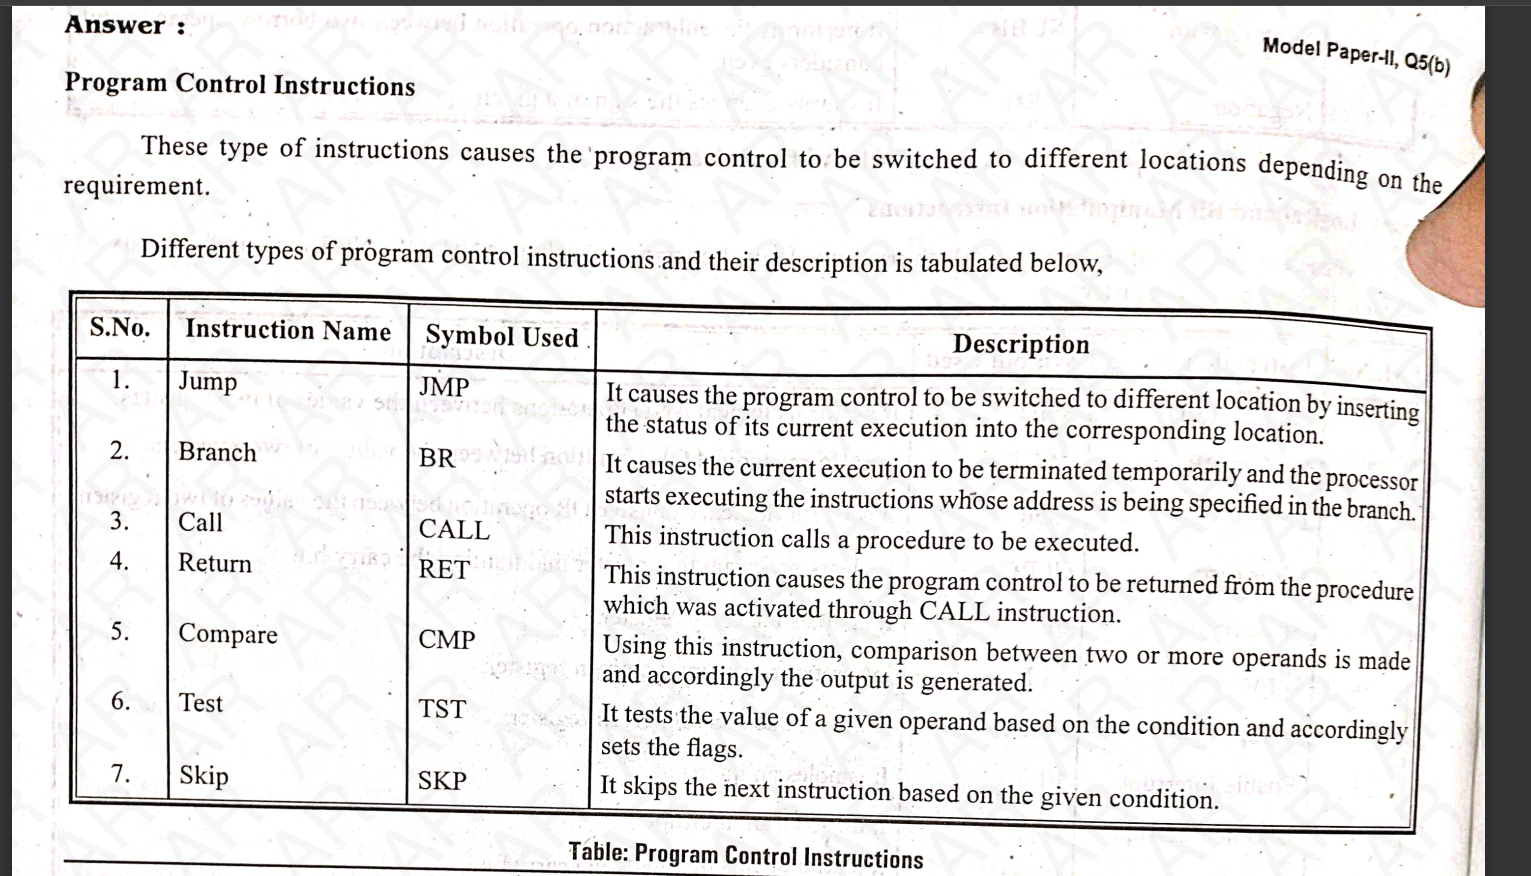 Answer :
Model Paper-II, Q5(b)
Program Control Instructions
These type of instructions causes the program control to be switched to different locations depending on the
requirement.
Different types of program control instructions and their description is tabulated below,
S.No. Instruction Name Symbol Used Description
1. Jump JMP It causes the program control to be switched to different location by inserting
the status of its current execution into the corresponding location.
2. Branch BR It causes the current execution to be terminated temporarily and the processor
starts executing the instructions whose address is being specified in the branch.
3. Call CALL This instruction calls a procedure to be executed.
4. Return RET This instruction causes the program control to be returned from the procedure
which was activated through CALL instruction.
5. Compare CMP Using this instruction, comparison between two or more operands is made
and accordingly the output is generated.
6. Test TST It tests the value of a given operand based on the condition and accordingly
sets the flags.
7. Skip SKP It skips the next instruction based on the given condition.
Table: Program Control Instructions